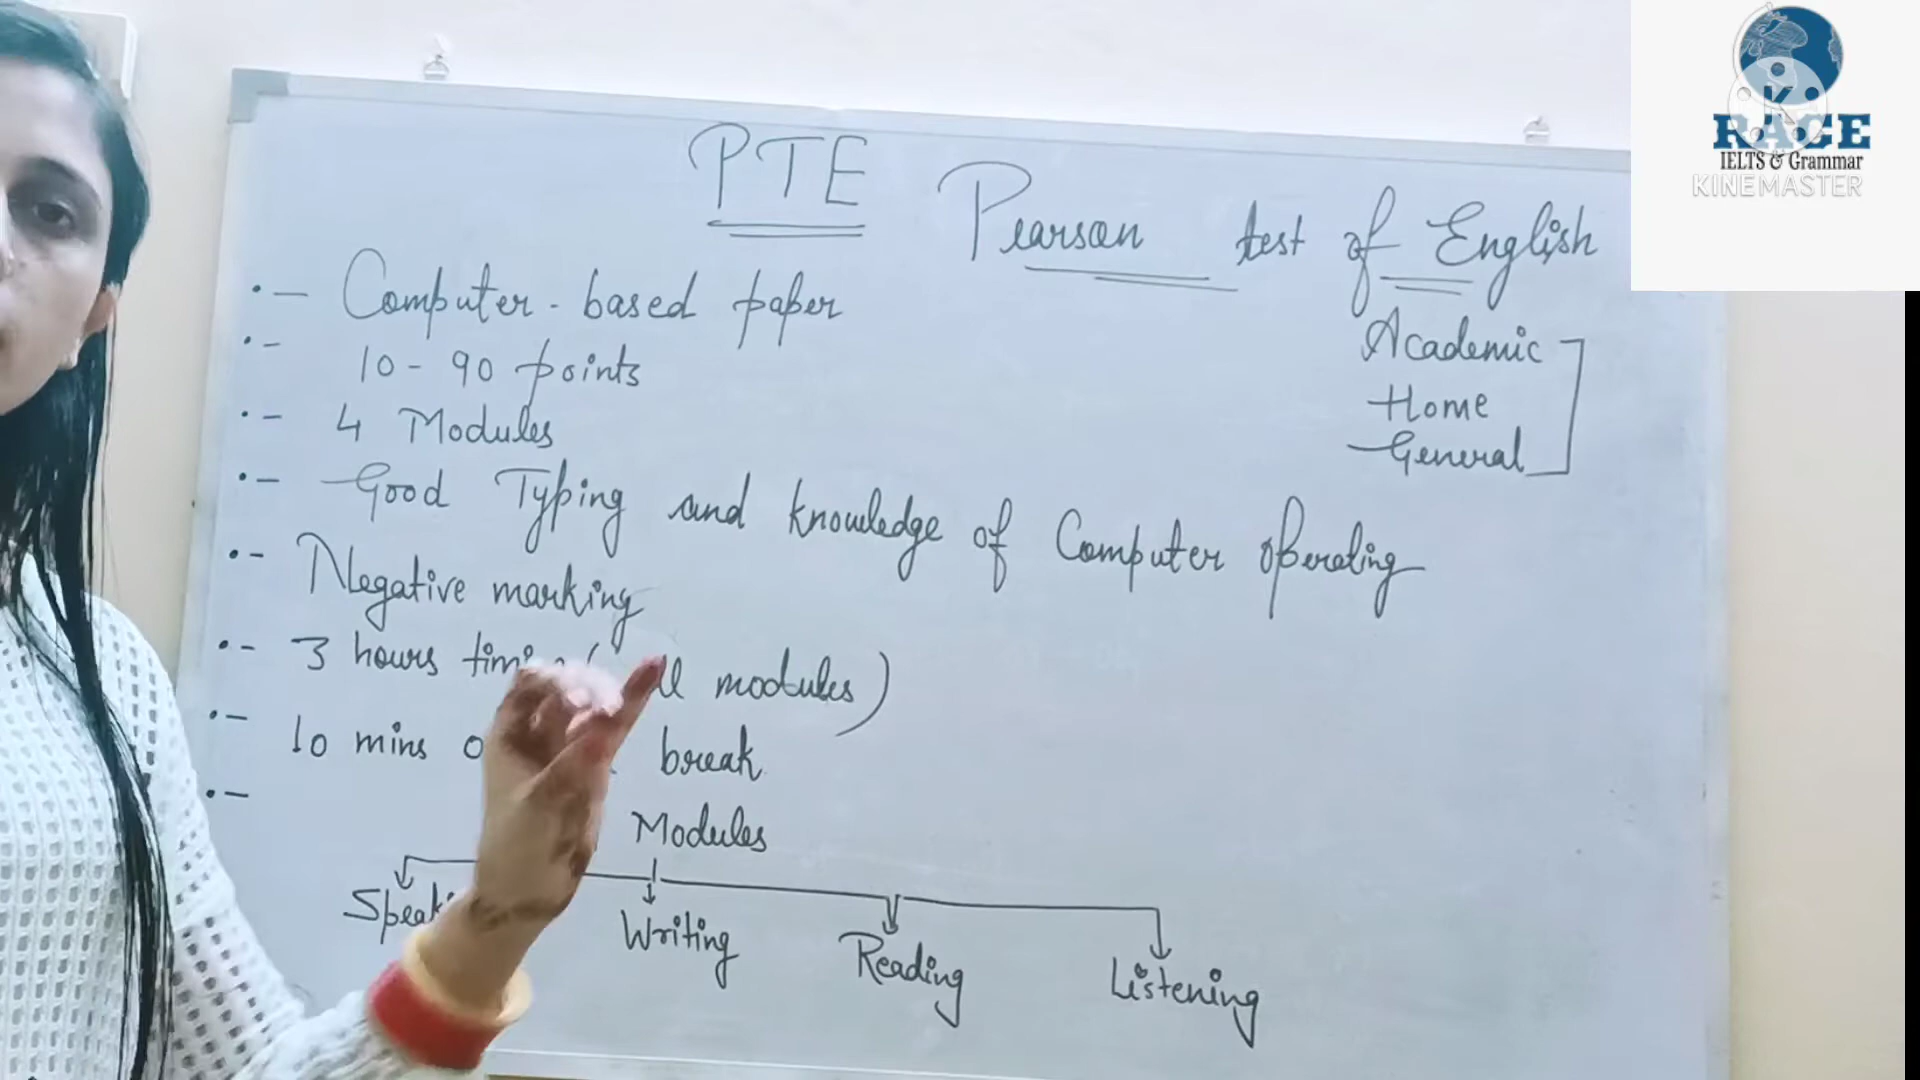 PTE Pearson test of English
Academic
Home
General
.- Computer-based paper
.- 10-90 points
.- 4 Modules
.- Good Typing and knowledge of Computer operating
.- Negative marking
.- 3 hours modules)
.- 10 mins break
.-
Modules
Writing
Reading
Listening
RAGE
IELTS & Grammar
KINEMASTER